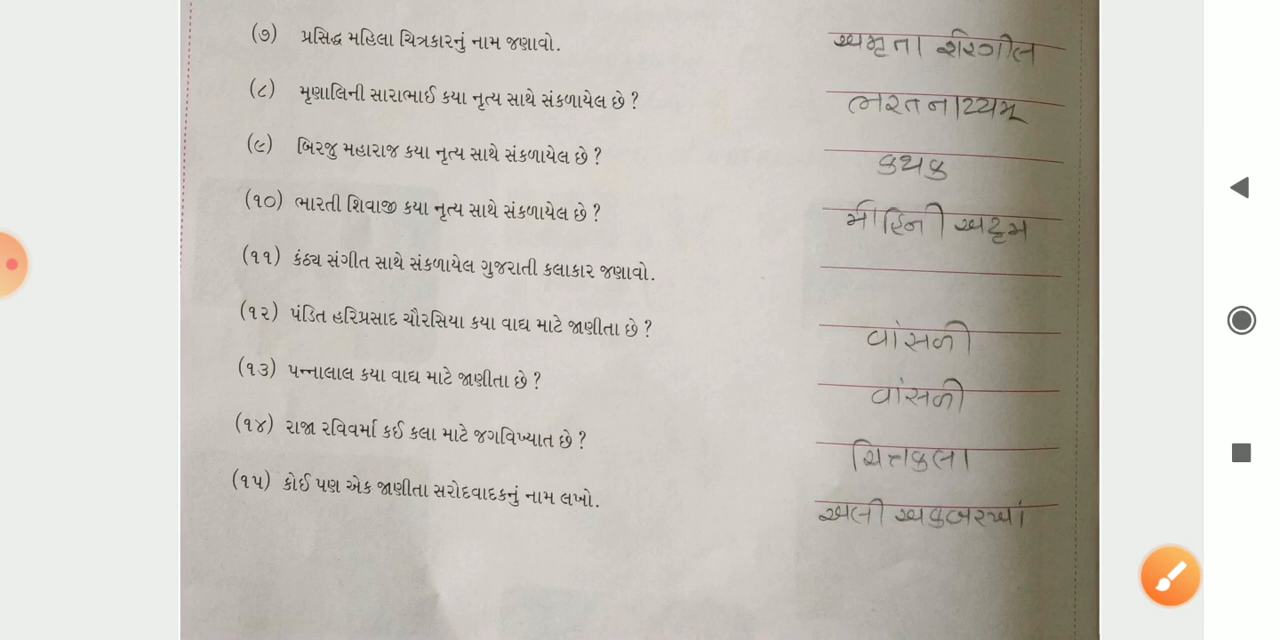 (૭) પ્રસિદ્ધ મહિલા ચિત્રકારનું નામ જણાવો. અમૃતા શેરગીલ
(૮) મૃણાલિની સારાભાઈ કયા નૃત્ય સાથે સંકળાયેલ છે ? ભરતનાટ્યમ્
(૯) બિરજુ મહારાજ કયા નૃત્ય સાથે સંકળાયેલ છે ? કથક
(૧૦) ભારતી શિવાજી કયા નૃત્ય સાથે સંકળાયેલ છે ? મોહિની અટ્ટમ
(૧૧) કંઠ્ય સંગીત સાથે સંકળાયેલ ગુજરાતી કલાકાર જણાવો.
(૧૨) પંડિત હરિપ્રસાદ ચૌરસિયા કયા વાદ્ય માટે જાણીતા છે ? વાંસળી
(૧૩) પન્નાલાલ કયા વાદ્ય માટે જાણીતા છે ? વાંસળી
(૧૪) રાજા રવિવર્મા કઈ કલા માટે જગવિખ્યાત છે ? ચિત્રકલા
(૧૫) કોઈ પણ એક જાણીતા સરોદવાદકનું નામ લખો. અલી અકબરખાં